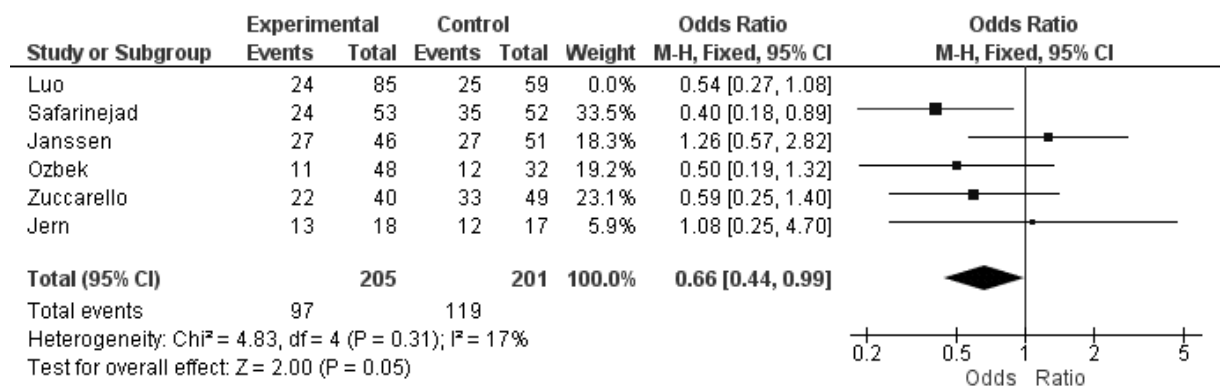 Experimental Control Odds Ratio Odds Ratio
Study or Subgroup Events Total Events Total Weight M-H, Fixed, 95% CI M-H, Fixed, 95% CI
Luo 24 85 25 59 0.0% 0.54 [0.27, 1.08]
Safarinejad 24 53 35 52 33.5% 0.40 [0.18, 0.89]
Janssen 27 46 27 51 18.3% 1.26 [0.57, 2.82]
Ozbek 11 48 12 32 19.2% 0.50 [0.19, 1.32]
Zuccarello 22 40 33 49 23.1% 0.59 [0.25, 1.40]
Jern 13 18 12 17 5.9% 1.08 [0.25, 4.70]
Total (95% CI) 205 201 100.0% 0.66 [0.44, 0.99]
Total events 97 119
Heterogeneity: Chi² = 4.83, df = 4 (P = 0.31); I² = 17%
Test for overall effect: Z = 2.00 (P = 0.05)
0.2 0.5 1 2 5
Odds Ratio